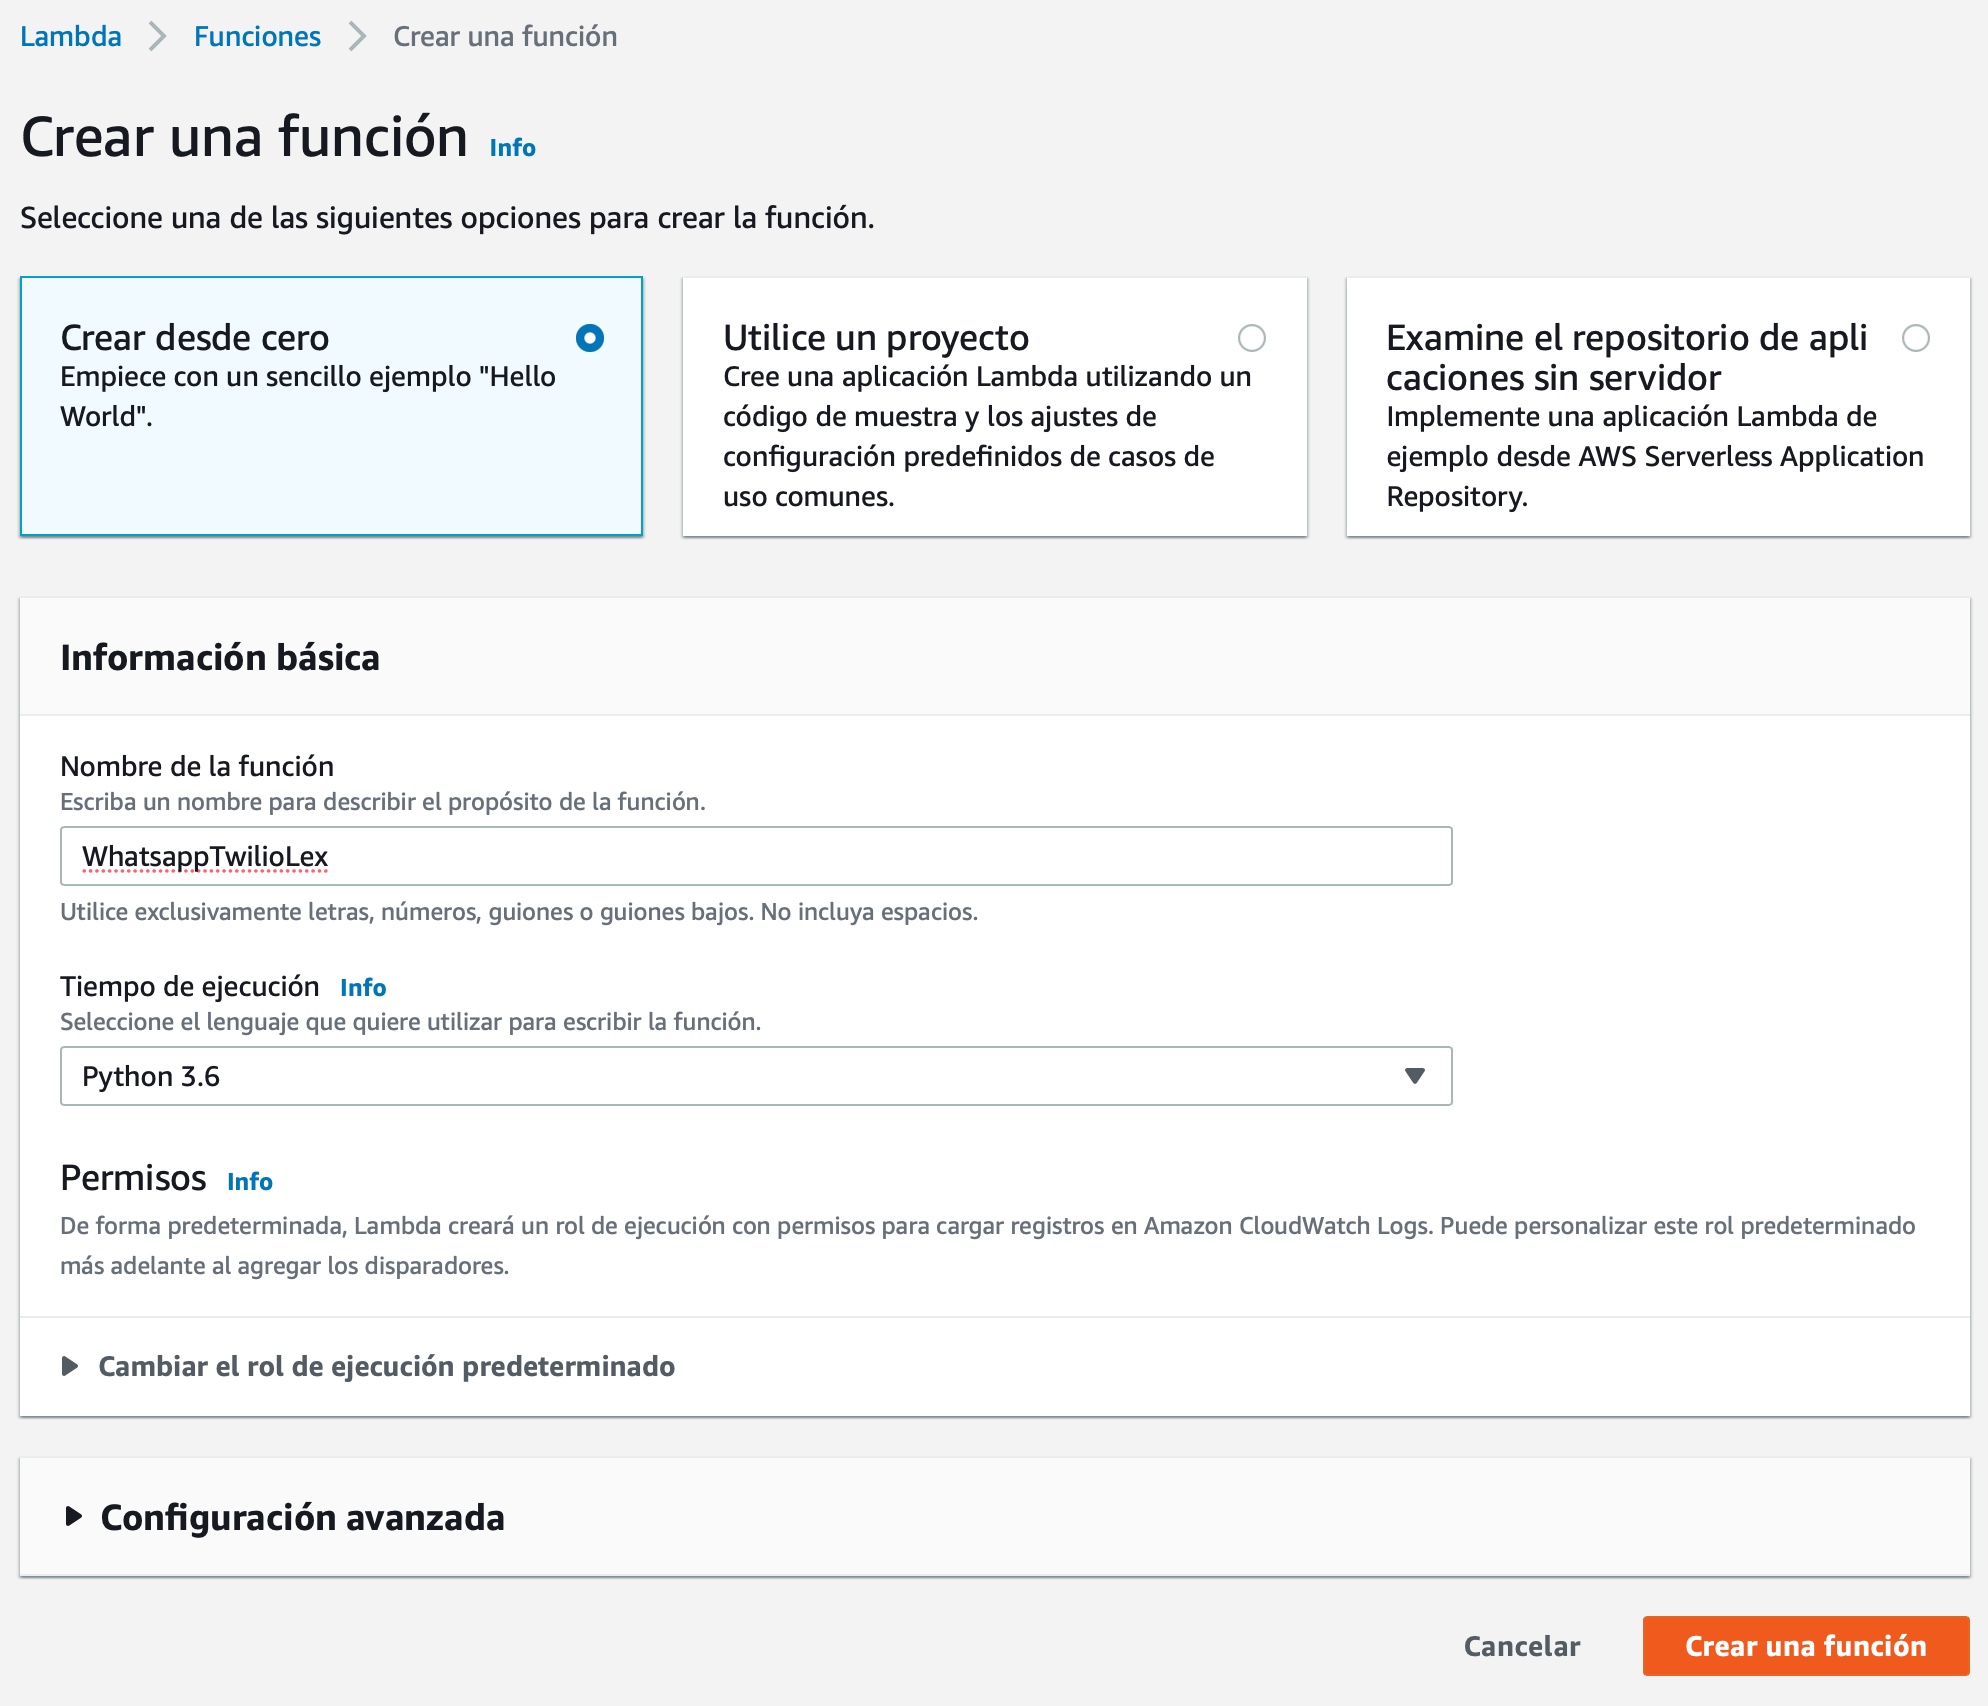 Lambda > Funciones > Crear una función
Crear una función Info
Seleccione una de las siguientes opciones para crear la función.
Crear desde cero
Empiece con un sencillo ejemplo "Hello
World".
Utilice un proyecto
Cree una aplicación Lambda utilizando un
código de muestra y los ajustes de
configuración predefinidos de casos de
uso comunes.
Examine el repositorio de apli
caciones sin servidor
Implemente una aplicación Lambda de
ejemplo desde AWS Serverless Application
Repository.
Información básica
Nombre de la función
Escriba un nombre para describir el propósito de la función.
WhatsappTwilioLex
Utilice exclusivamente letras, números, guiones o guiones bajos. No incluya espacios.
Tiempo de ejecución Info
Seleccione el lenguaje que quiere utilizar para escribir la función.
Python 3.6
Permisos Info
De forma predeterminada, Lambda creará un rol de ejecución con permisos para cargar registros en Amazon CloudWatch Logs. Puede personalizar este rol predeterminado
más adelante al agregar los disparadores.
Cambiar el rol de ejecución predeterminado
Configuración avanzada
Cancelar
Crear una función